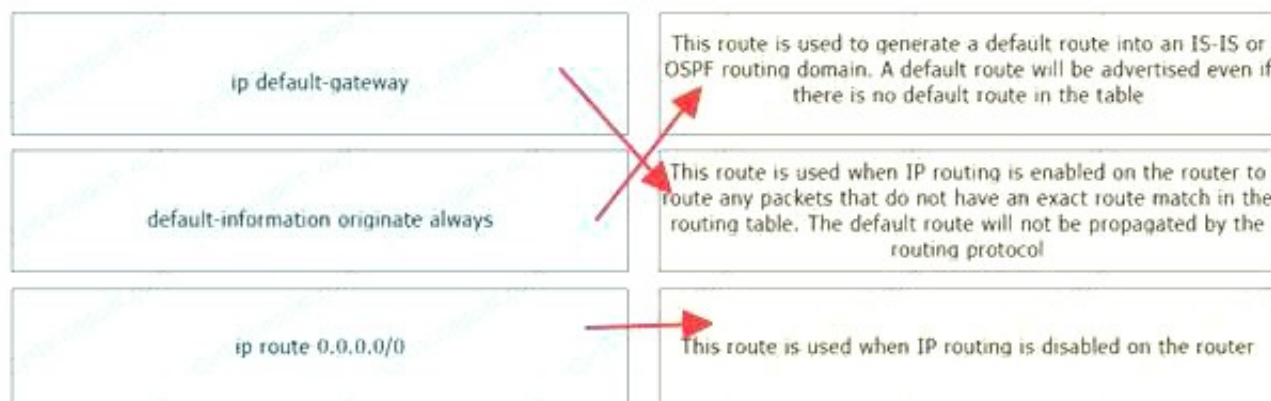 ip default-gateway
This route is used to generate a default route into an IS-IS or
OSPF routing domain. A default route will be advertised even if
there is no default route in the table
default-information originate always
This route is used when IP routing is enabled on the router to
route any packets that do not have an exact route match in the
routing table. The default route will not be propagated by the
routing protocol
ip route 0.0.0.0/0
This route is used when IP routing is disabled on the router